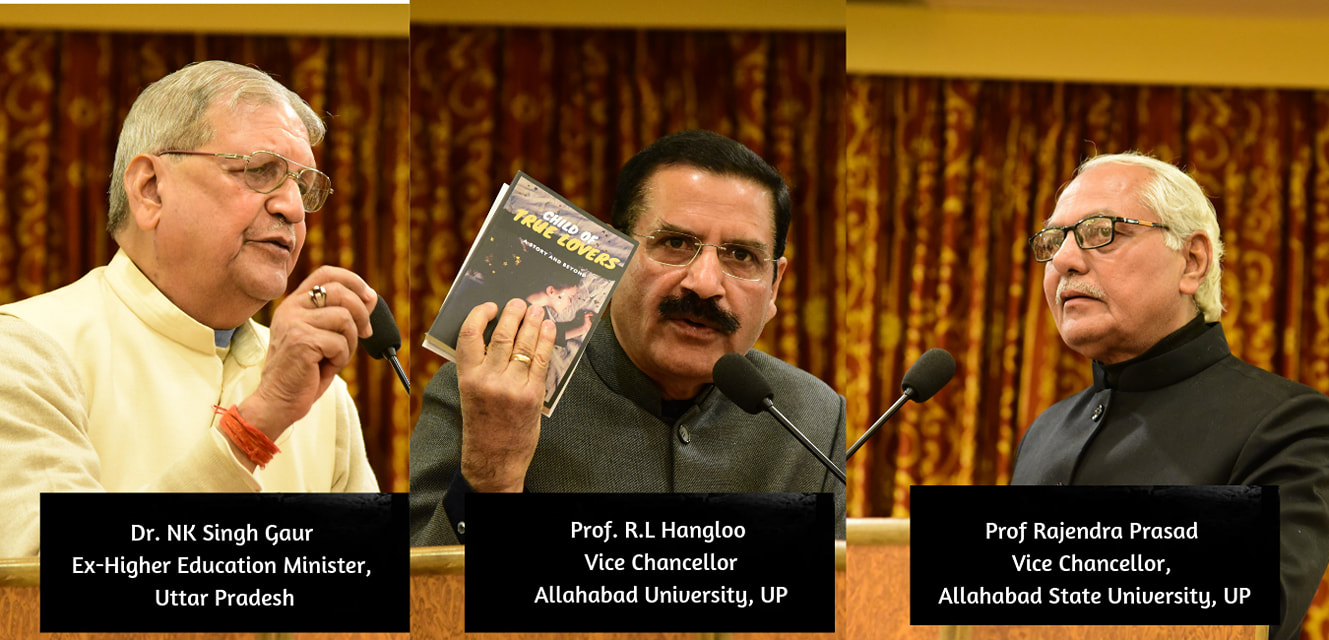 CHILD OF
TRUE LOVERS
A STORY AND BEYOND
Dr. NK Singh Gaur
Ex-Higher Education Minister,
Uttar Pradesh
Prof. R.L Hangloo
Vice Chancellor
Allahabad University, UP
Prof Rajendra Prasad
Vice Chancellor,
Allahabad State University, UP